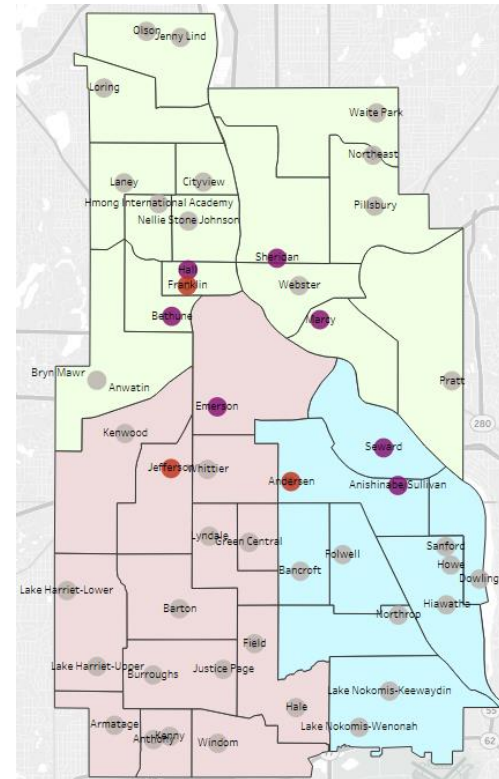 Olson
Jenny Lind
Loring
Waite Park
Northeast
Laney
Cityview
Hmong International Academy
Pillsbury
Nellie Stone Johnson
Sheridan
Hall
Franklin
Webster
Bethune
Marcy
Bryn Mawr
Anwatin
Pratt
Emerson
280
Kenwood
Seward
Jefferson
Whittier
Andersen
Anishinabe
Sullivan
Lyndale
Green Central
Folwell
Sanford
Howe
Bancroft
Dowling
Lake Harriet-Lower
Barton
Northrop
Hiawatha
Field
Lake Harriet-Upper
Burroughs
Justice Page
Lake Nokomis-Keewaydin
Hale
55
Armatage
Anthony
Kenny
Windom
Lake Nokomis-Wenonah
62
77